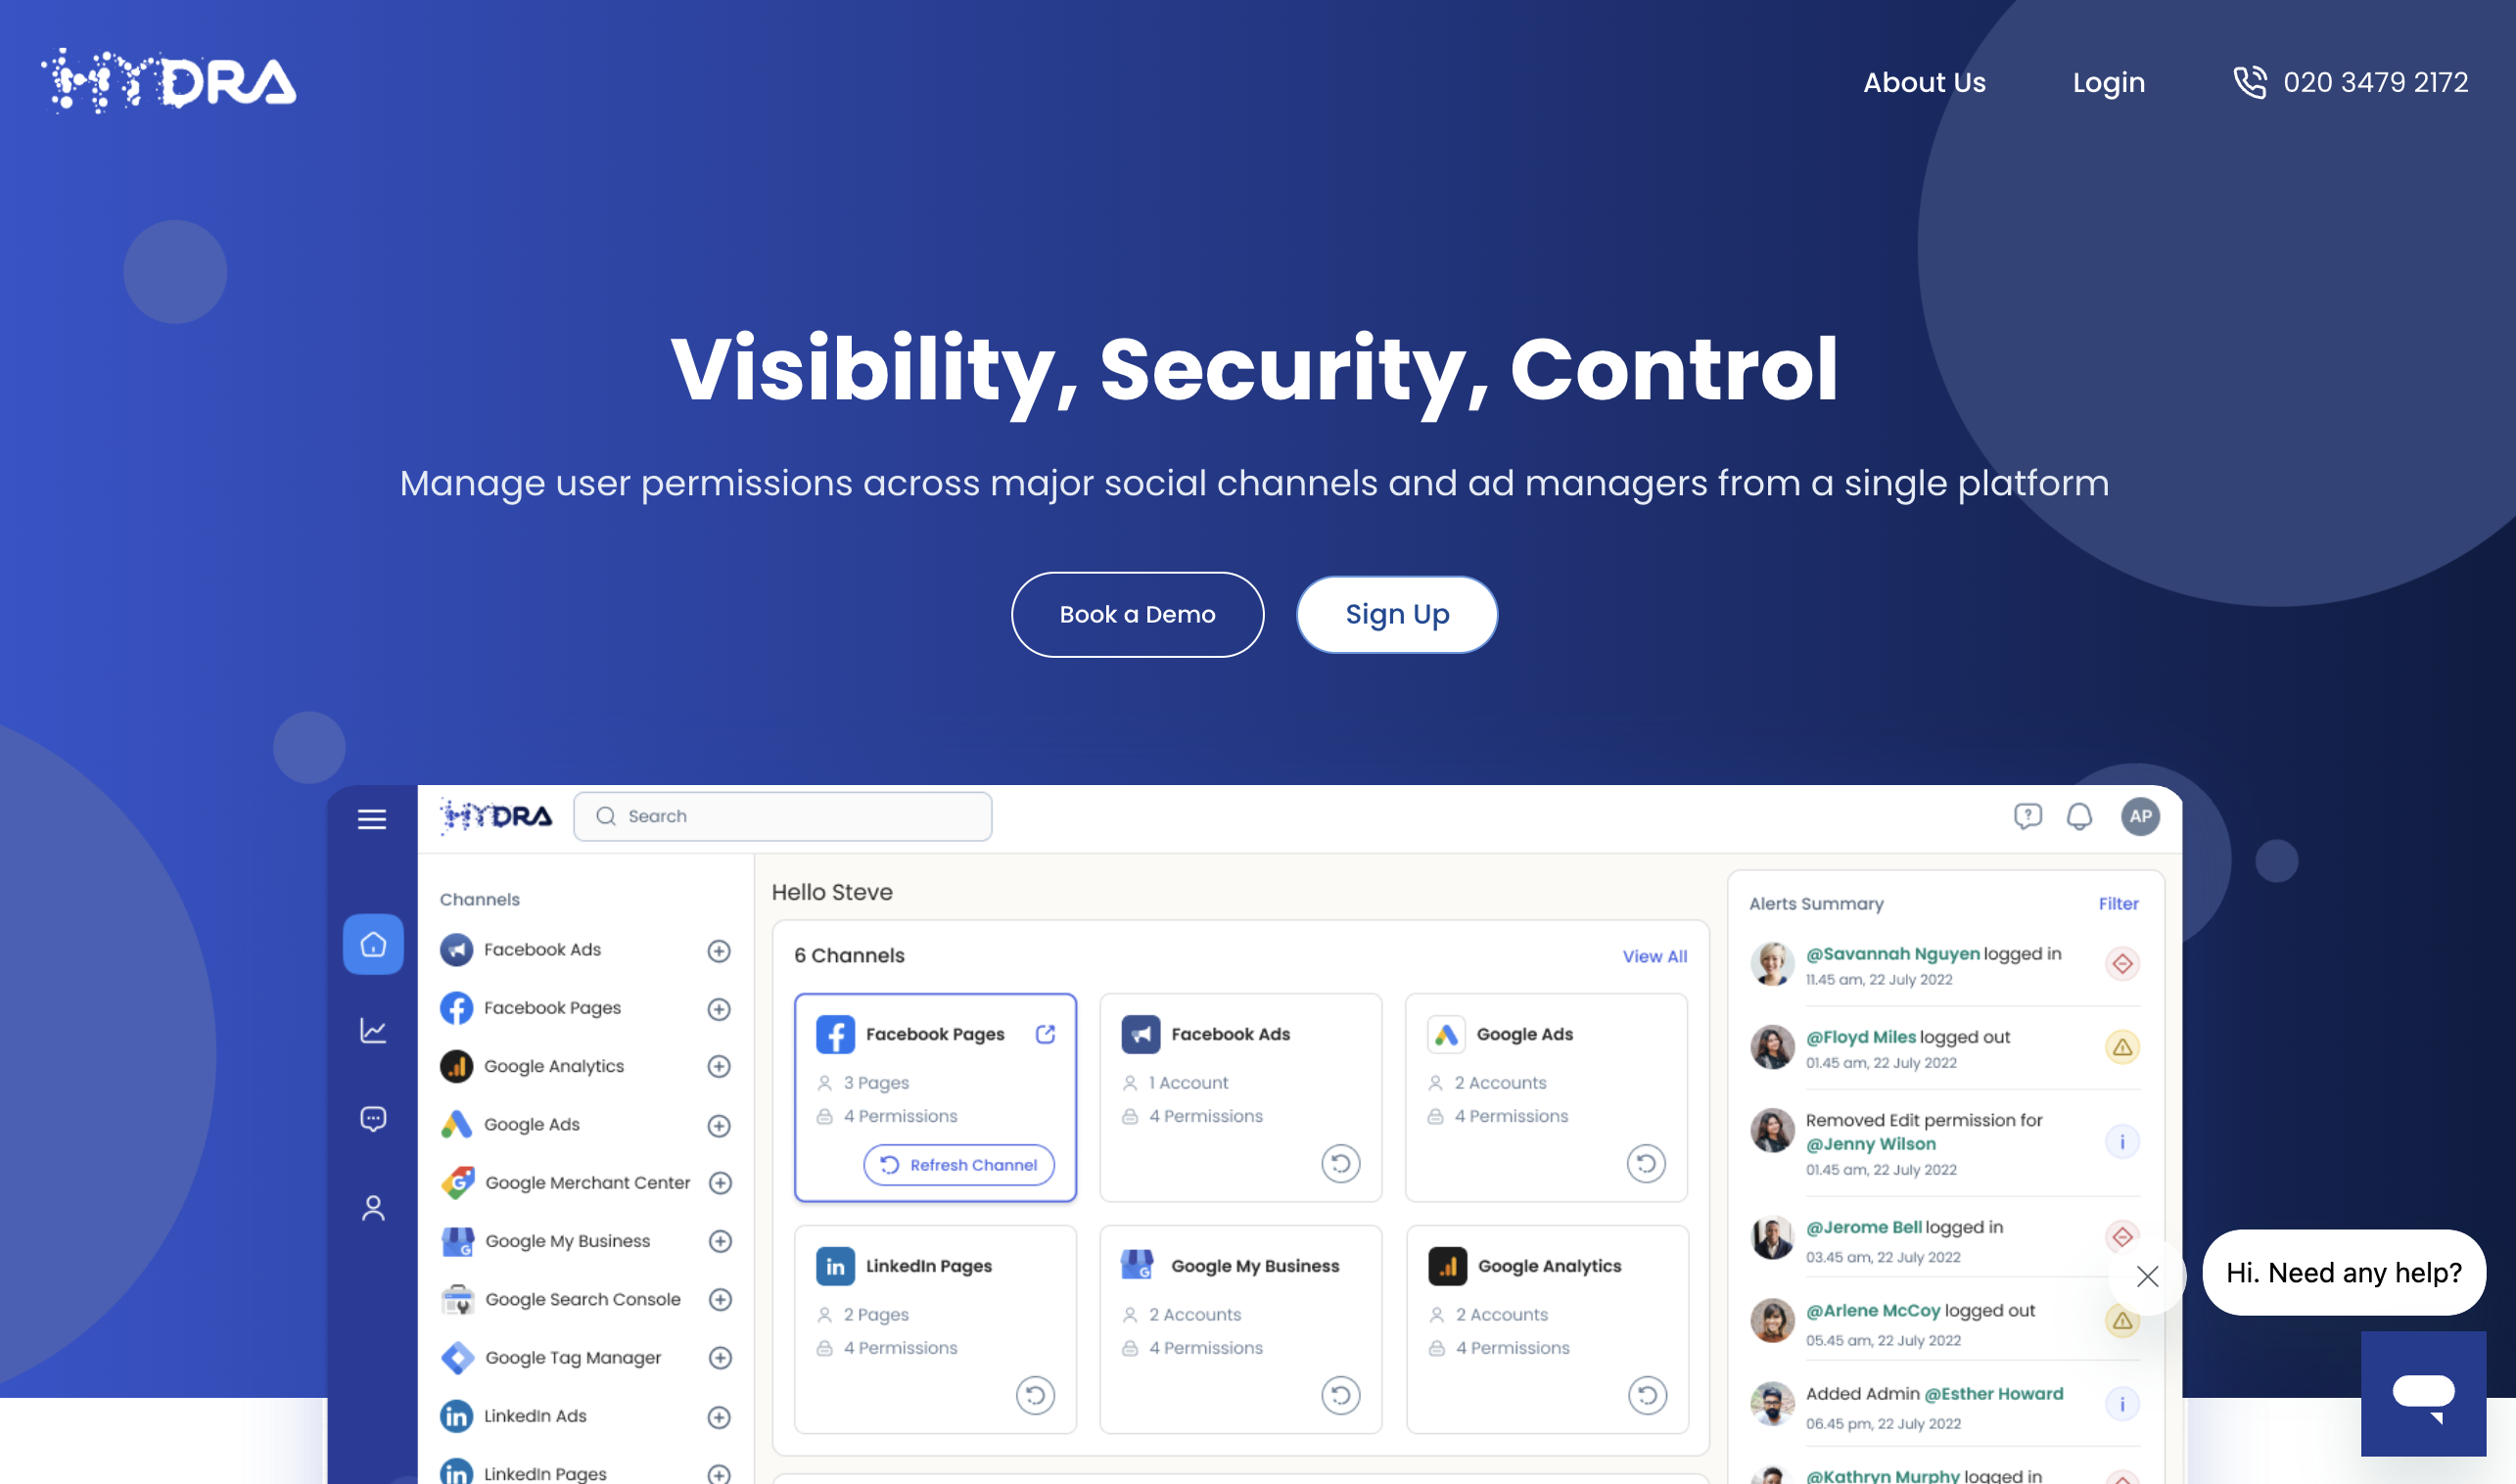 HYDRA
About Us
Login
020 3479 2172
Visibility, Security, Control
Manage user permissions across major social channels and ad managers from a single platform
Book a Demo
Sign Up
HYDRA
Search
?
AP
Channels
Facebook Ads
Facebook Pages
Google Analytics
Google Ads
Google Merchant Center
Google My Business
Google Search Console
Google Tag Manager
LinkedIn Ads
LinkedIn Pages
Hello Steve
6 Channels
View All
Facebook Pages
3 Pages
4 Permissions
Refresh Channel
Facebook Ads
1 Account
4 Permissions
Google Ads
2 Accounts
4 Permissions
in
LinkedIn Pages
2 Pages
4 Permissions
Google My Business
2 Accounts
4 Permissions
Google Analytics
2 Accounts
4 Permissions
Alerts Summary
Filter
@Savannah Nguyen logged in
11.45 am, 22 July 2022
@Floyd Miles logged out
01.45 am, 22 July 2022
Removed Edit permission for
@Jenny Wilson
01.45 am, 22 July 2022
@Jerome Bell logged in
03.45 am, 22 July 2022
@Arlene McCoy logged out
05.45 am, 22 July 2022
Added Admin @Esther Howard
06.45 pm, 22 July 2022
@Kathryn Murphy logged in
Hi. Need any help?